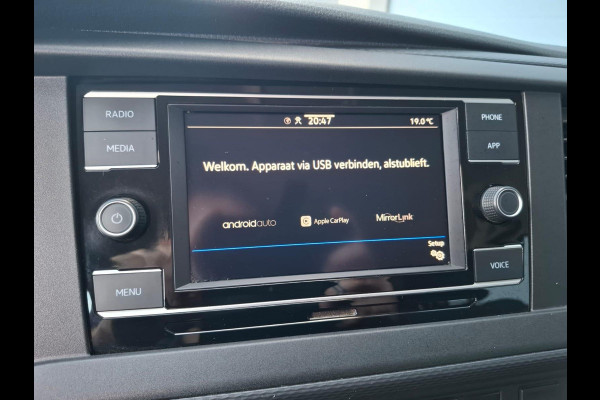 RADIO
MEDIA
MENU
20:47
19.0 °C
Welkom. Apparaat via USB verbinden, alstublieft.
androidauto
Apple CarPlay
MirrorLink
Setup
PHONE
APP
VOICE